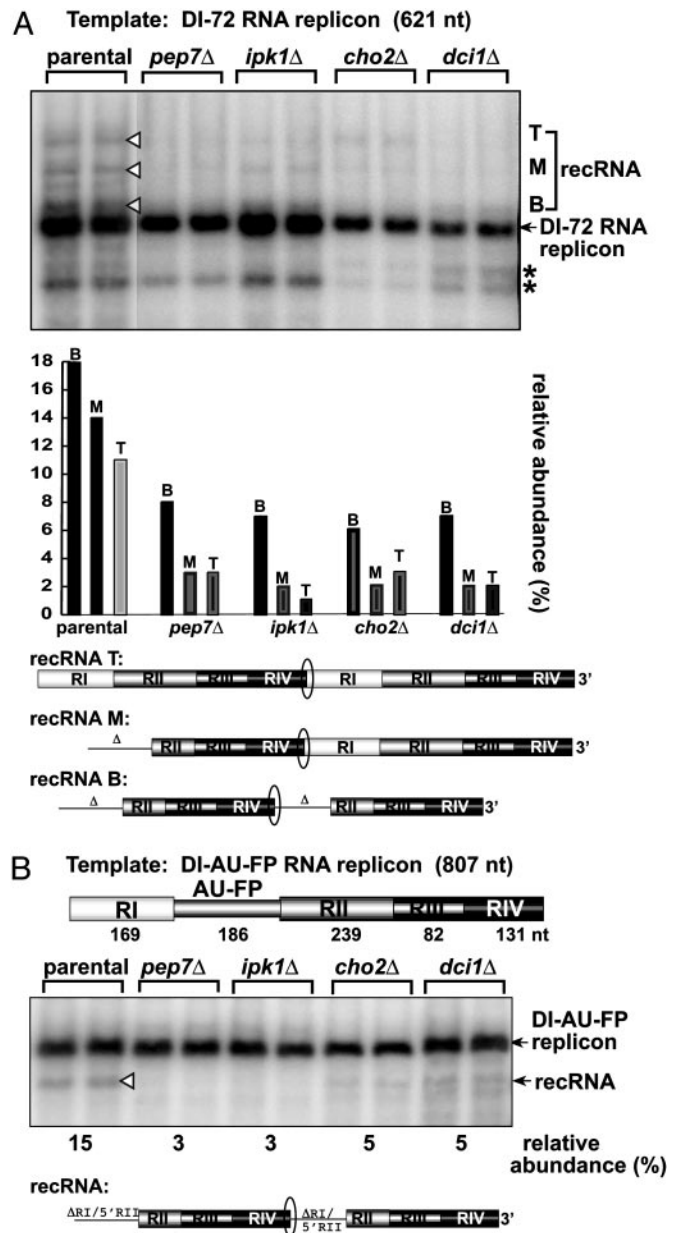 A Template: DI-72 RNA replicon (621 nt)
parental pep7Δ ipk1Δ cho2Δ dci1Δ
T
M recRNA
B
DI-72 RNA
replicon
*
*
18
16
14
12
10
8
6
4
2
0
B M T
B M T
B M T
B M T
B M T
parental pep7Δ ipk1Δ cho2Δ dci1Δ
relative abundance (%)
recRNA T:
RI RII RIII RIV RI RII RIII RIV 3’
recRNA M:
Δ RII RIII RIV RI RII RIII RIV 3’
recRNA B:
Δ RII RIII RIV Δ RII RIII RIV 3’
B Template: DI-AU-FP RNA replicon (807 nt)
AU-FP
RI RII RIII RIV
169 186 239 82 131 nt
parental pep7Δ ipk1Δ cho2Δ dci1Δ
DI-AU-FP
replicon
recRNA
15 3 3 5 5 relative
abundance (%)
recRNA:
ΔRI/5’RII RII RIII RIV ΔRI/
5’RII RII RIII RIV 3’